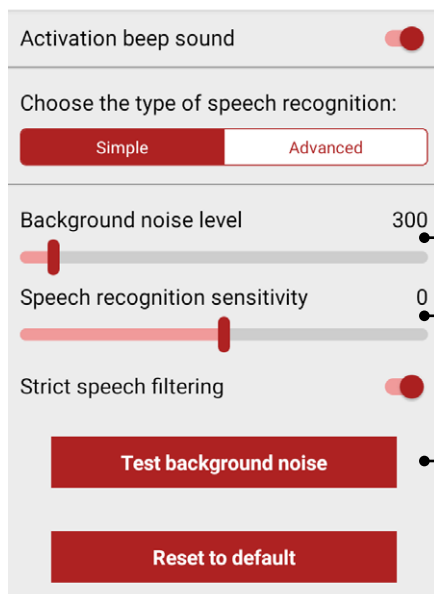 Activation beep sound
Choose the type of speech recognition:
Simple Advanced
Background noise level 300
Speech recognition sensitivity 0
Strict speech filtering
Test background noise
Reset to default